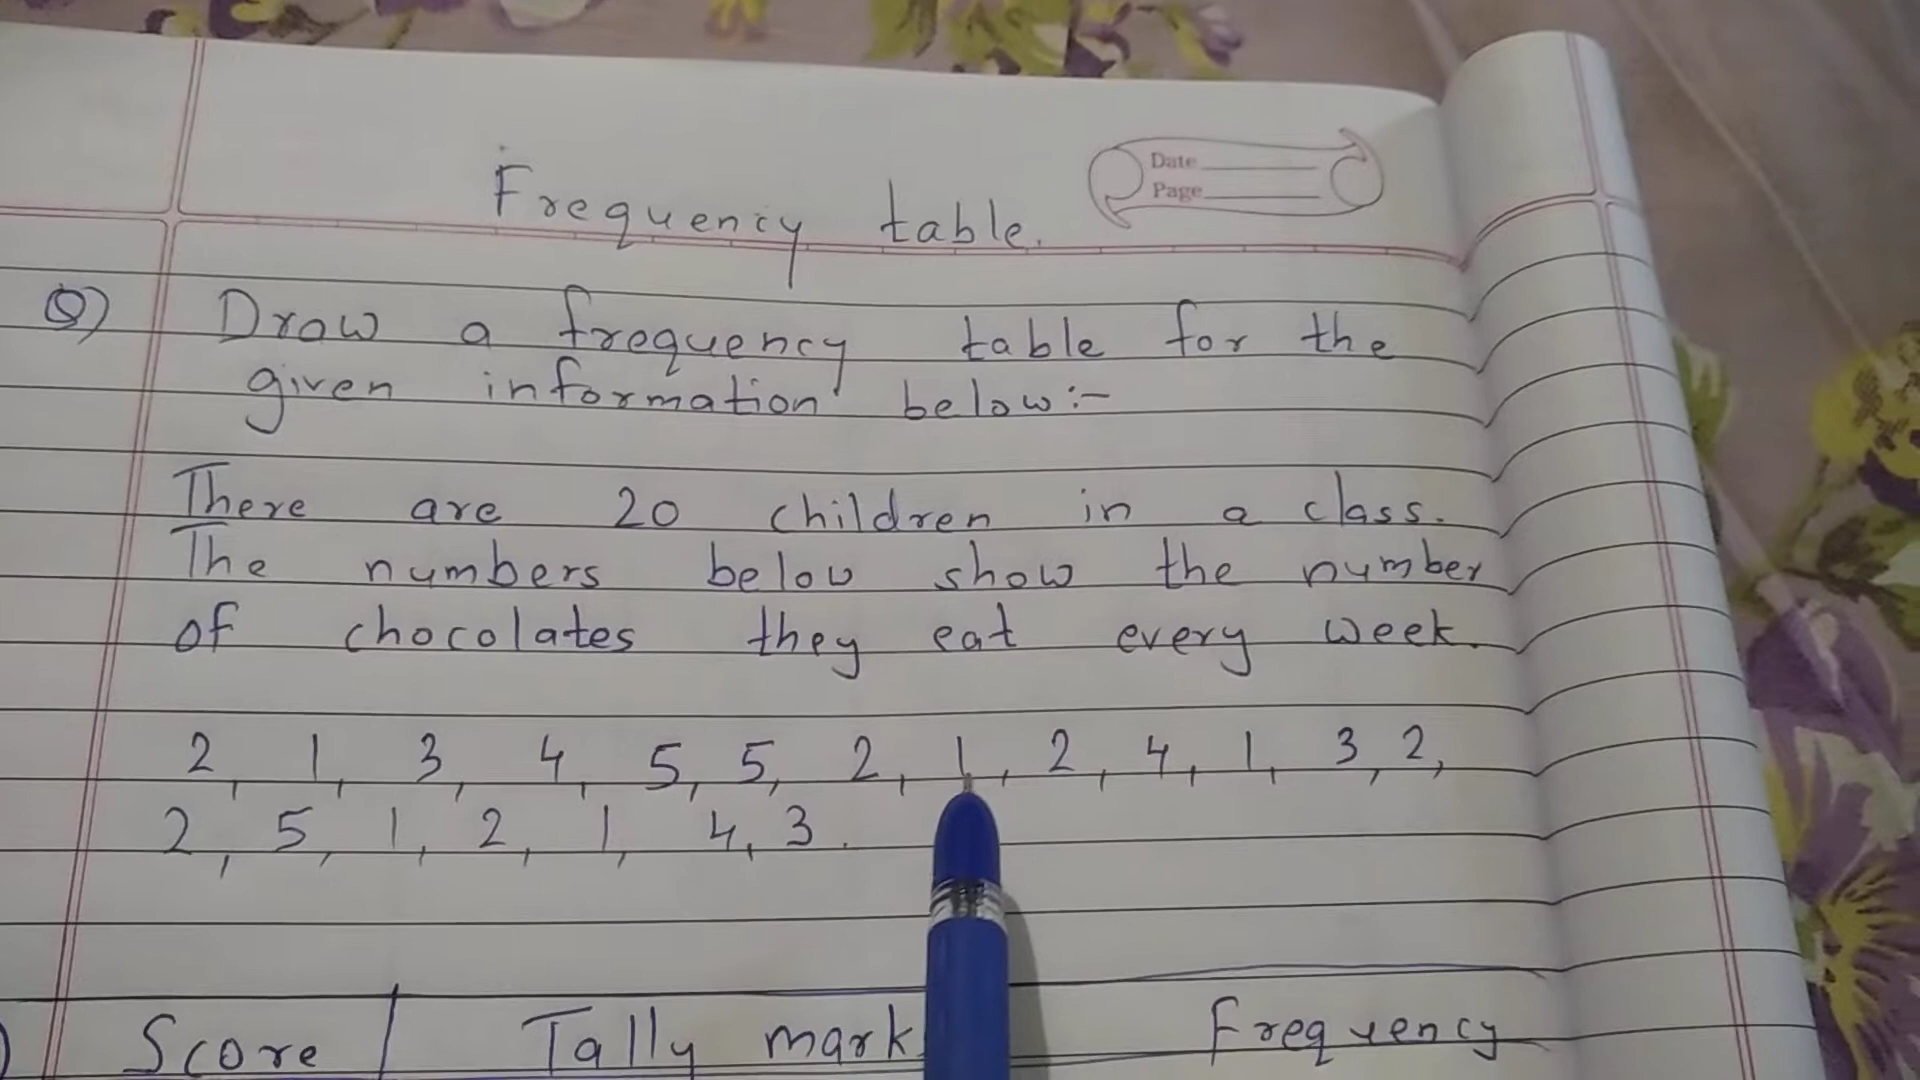 Date
Page
Frequency table.
Q) Draw a frequency table for the
given information below:-
There are 20 children in a class.
The numbers below show the number
of chocolates they eat every week.
2, 1, 3, 4, 5, 5, 2, 1, 2, 4, 1, 3, 2,
2, 5, 1, 2, 1, 4, 3.
Score Tally mark Frequency